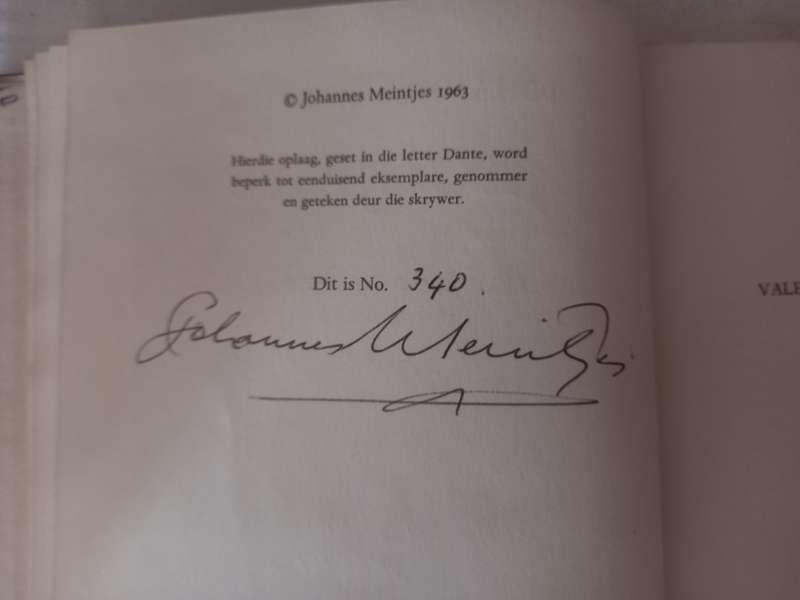 © Johannes Meintjes 1963
Hierdie oplaag, geset in die letter Dante, word
beperk tot eenduisend eksemplare, genommer
en geteken deur die skrywer.
Dit is No. 340.
Johannes Meintjes
VALE